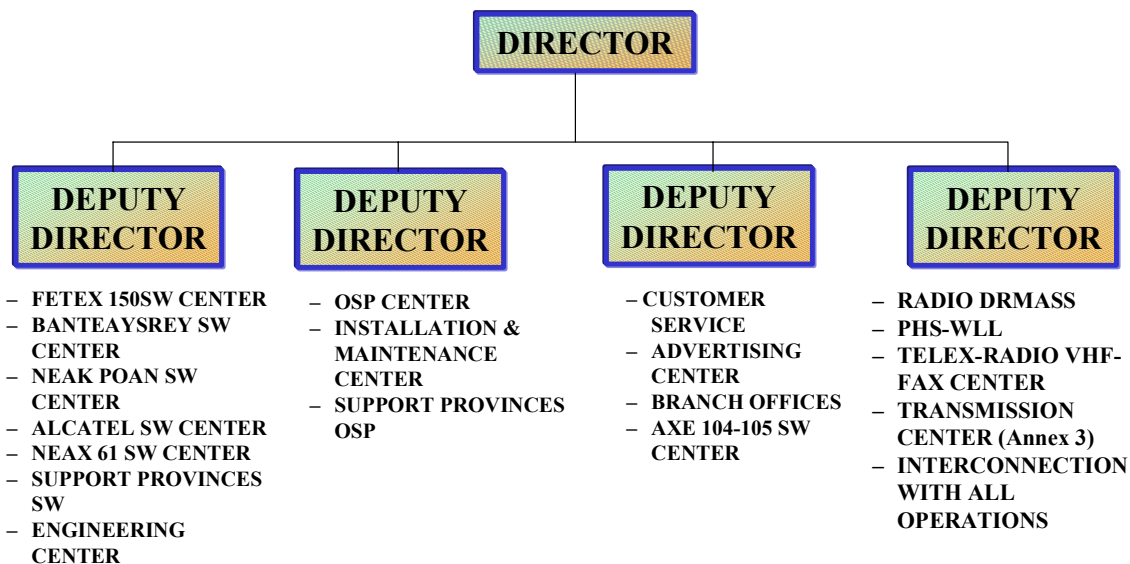 DIRECTOR
DEPUTY
DIRECTOR
– FETEX 150SW CENTER
– BANTEAYSREY SW
CENTER
– NEAK POAN SW
CENTER
– ALCATEL SW CENTER
– NEAX 61 SW CENTER
– SUPPORT PROVINCES
SW
– ENGINEERING
CENTER
DEPUTY
DIRECTOR
– OSP CENTER
– INSTALLATION &
MAINTENANCE
CENTER
– SUPPORT PROVINCES
OSP
DEPUTY
DIRECTOR
– CUSTOMER
SERVICE
– ADVERTISING
CENTER
– BRANCH OFFICES
– AXE 104-105 SW
CENTER
DEPUTY
DIRECTOR
– RADIO DRMASS
– PHS-WLL
– TELEX-RADIO VHF-
FAX CENTER
– TRANSMISSION
CENTER (Annex 3)
– INTERCONNECTION
WITH ALL
OPERATIONS